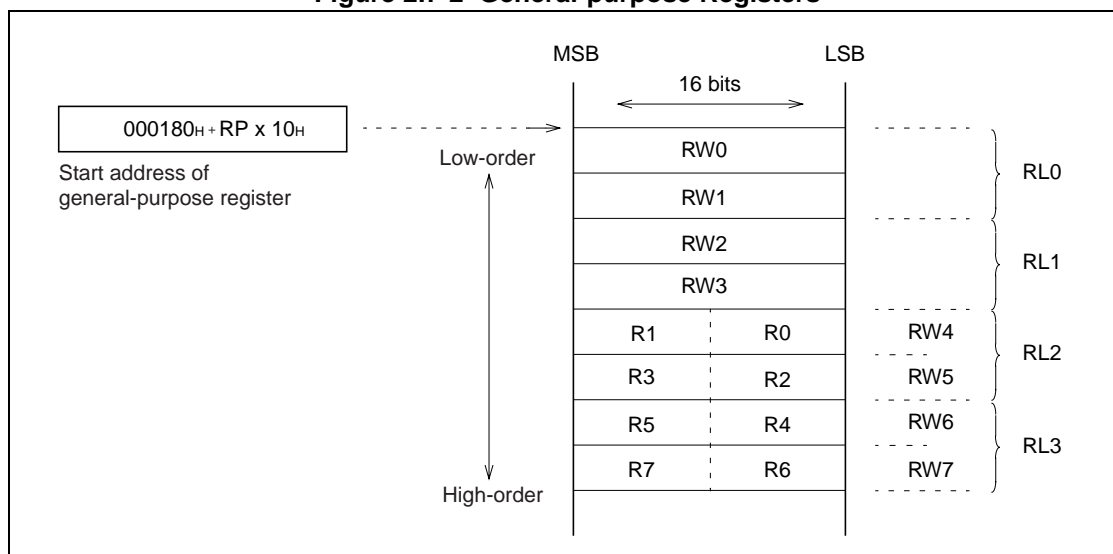 Figure 2.7-2 General-purpose Registers
MSB LSB
16 bits
000180H + RP x 10H
Start address of
general-purpose register
Low-order
RW0
RL0
RW1
RW2
RL1
RW3
R1 R0 RW4
RL2
R3 R2 RW5
R5 R4 RW6
RL3
R7 R6 RW7
High-order